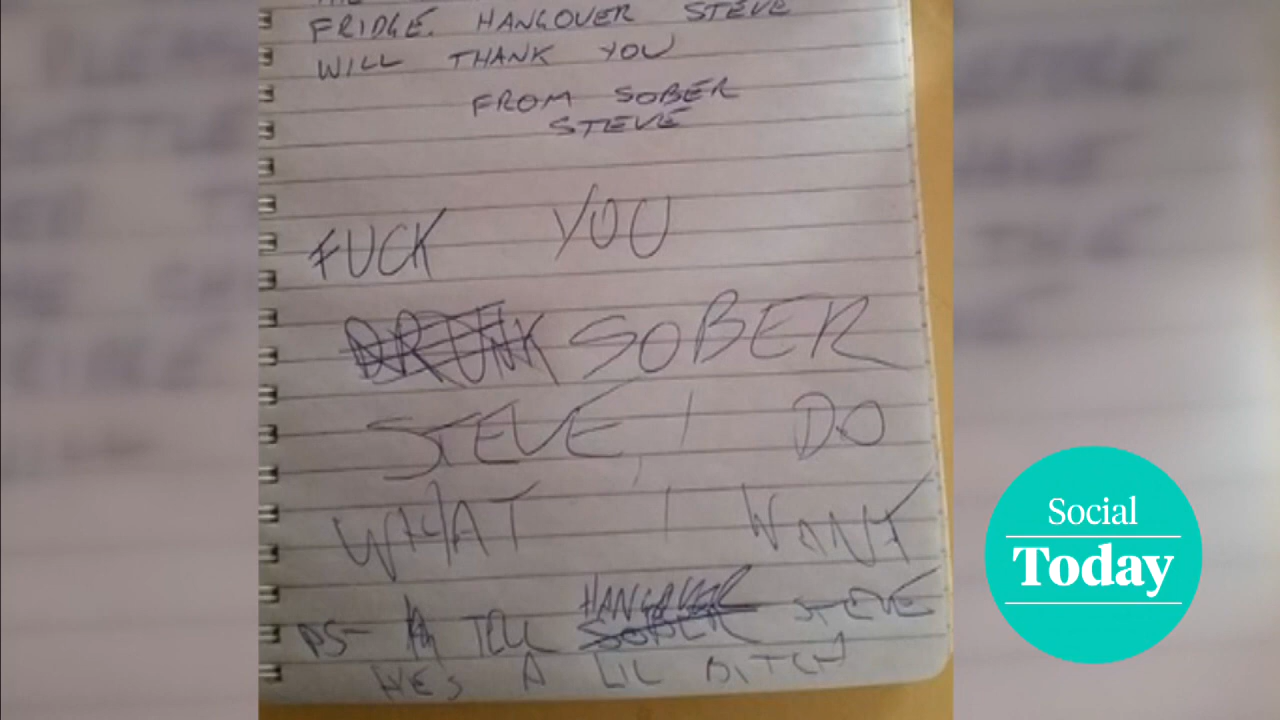 FRIDGE. HANGOVER STEVE
WILL THANK YOU
FROM SOBER
STEVE
FUCK YOU
DRUNK SOBER
STEVE, I DO
WHAT I WANT
PS- TELL HANGOVER SOBER STEVE
HES A LIL BITCH
Social
Today